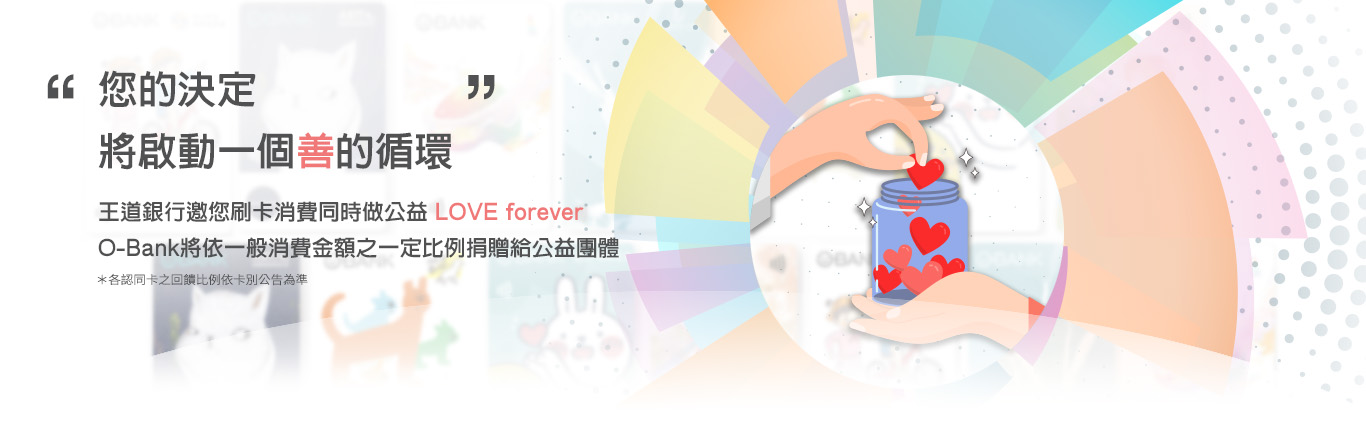 “ 您的決定 ”
將啟動一個善的循環
王道銀行邀您刷卡消費同時做公益 LOVE forever
O-Bank將依一般消費金額之一定比例捐贈給公益團體
＊各認同卡之回饋比例依卡別公告為準